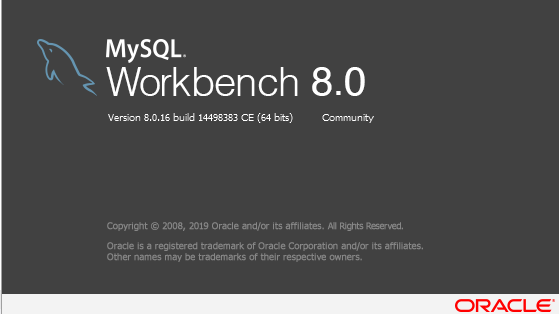 MySQL.
Workbench 8.0
Version 8.0.16 build 14498383 CE (64 bits) Community
Copyright © 2008, 2019 Oracle and/or its affiliates. All Rights Reserved.
Oracle is a registered trademark of Oracle Corporation and/or its affiliates.
Other names may be trademarks of their respective owners.
ORACLE